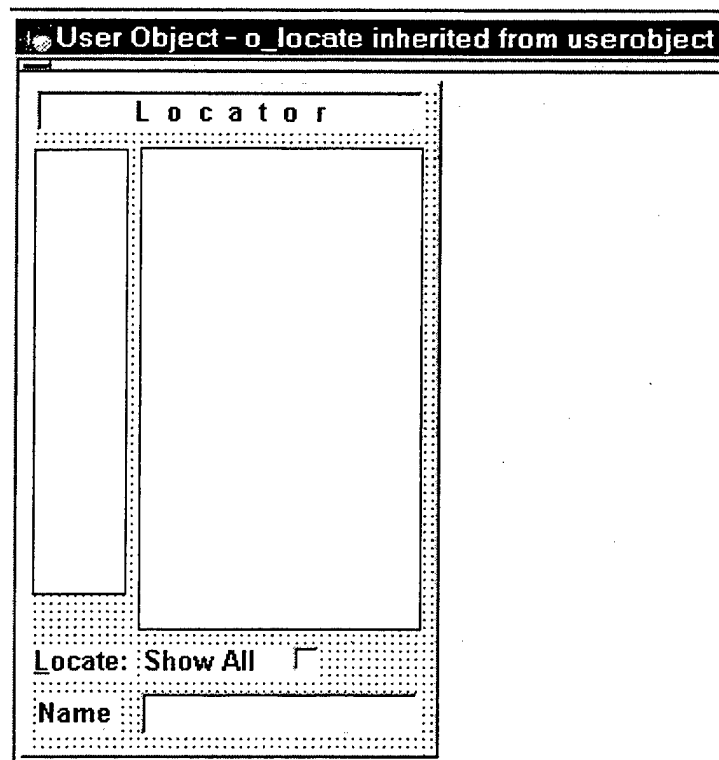 User Object - o_locate inherited from userobject
L o c a t o r
Locate: Show All
Name